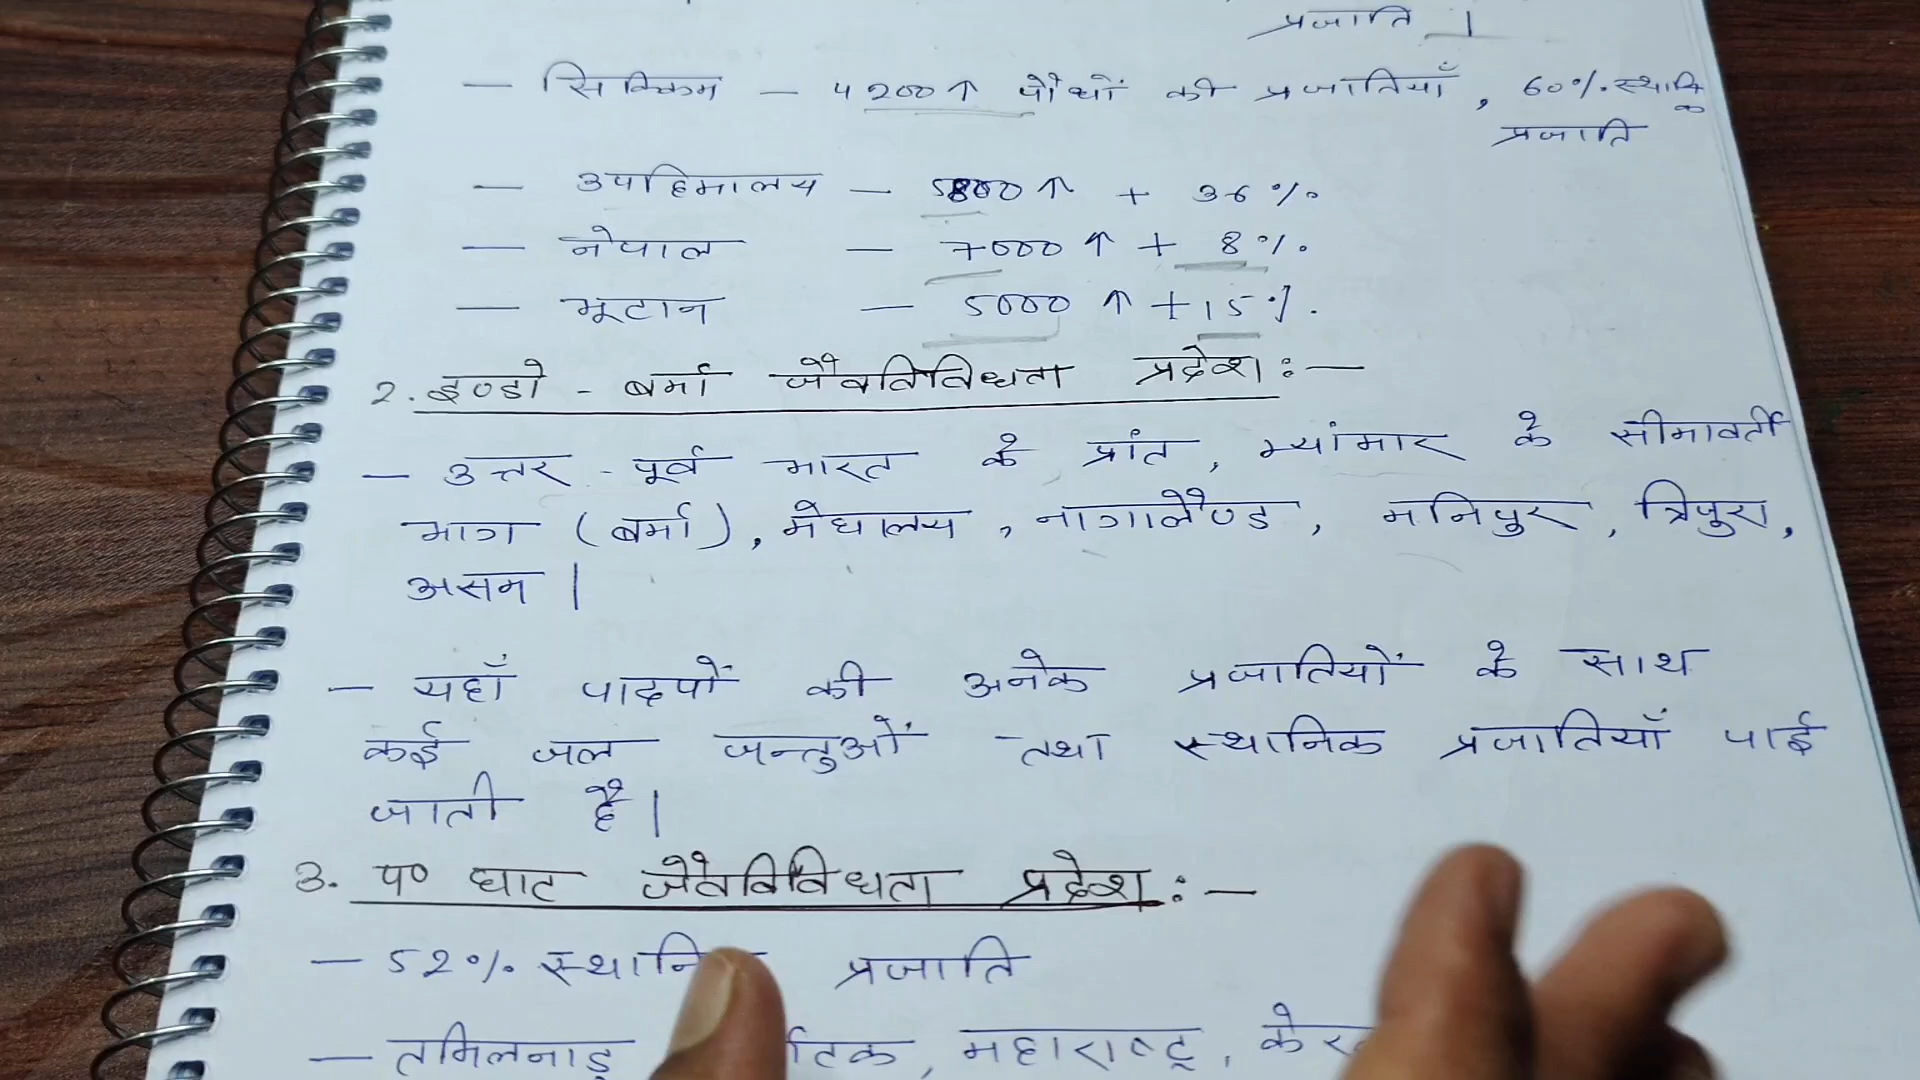 प्रजाति |
— सिक्किम — 4200↑ पौधों की प्रजातियाँ, 60% स्थानिक
प्रजाति
— उपहिमालय — 5800↑ + 36%
— नेपाल — 7000↑ + 8%
— भूटान — 5000↑ + 15%.
2. इण्डो - बर्मा जैवविविधता प्रदेश :—
— उत्तर - पूर्व भारत के प्रांत, म्यांमार के सीमावर्ती
भाग (बर्मा), मेघालय, नागालैण्ड, मनिपुर, त्रिपुरा,
असम |
— यहाँ पादपों की अनेक प्रजातियों के साथ
कई जल जन्तुओं तथा स्थानिक प्रजातियाँ पाई
जाती है |
3. प० घाट जैवविविधता प्रदेश :—
— 52% स्थानि प्रजाति
— तमिलनाडू र्टक, महाराष्ट्र, के